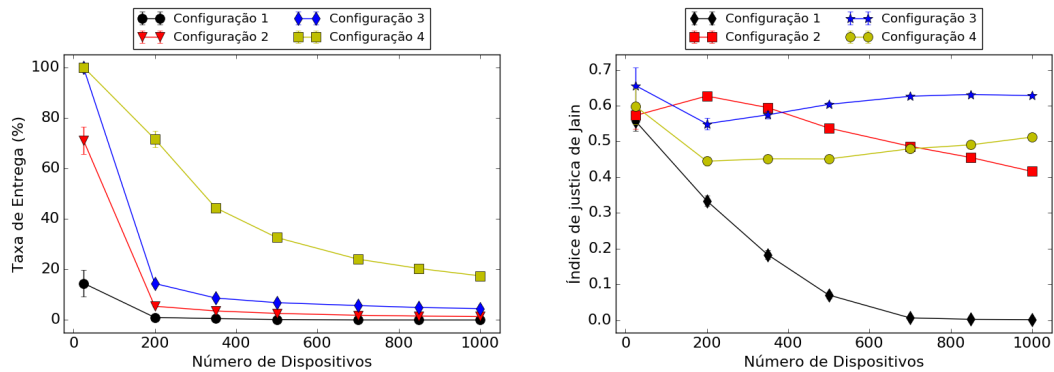 Configuração 1
Configuração 2
Configuração 3
Configuração 4
100
80
60
40
20
0
Taxa de Entrega (%)
0 200 400 600 800 1000
Número de Dispositivos
Configuração 1
Configuração 2
Configuração 3
Configuração 4
0.7
0.6
0.5
0.4
0.3
0.2
0.1
0.0
Índice de justica de Jain
0 200 400 600 800 1000
Número de Dispositivos